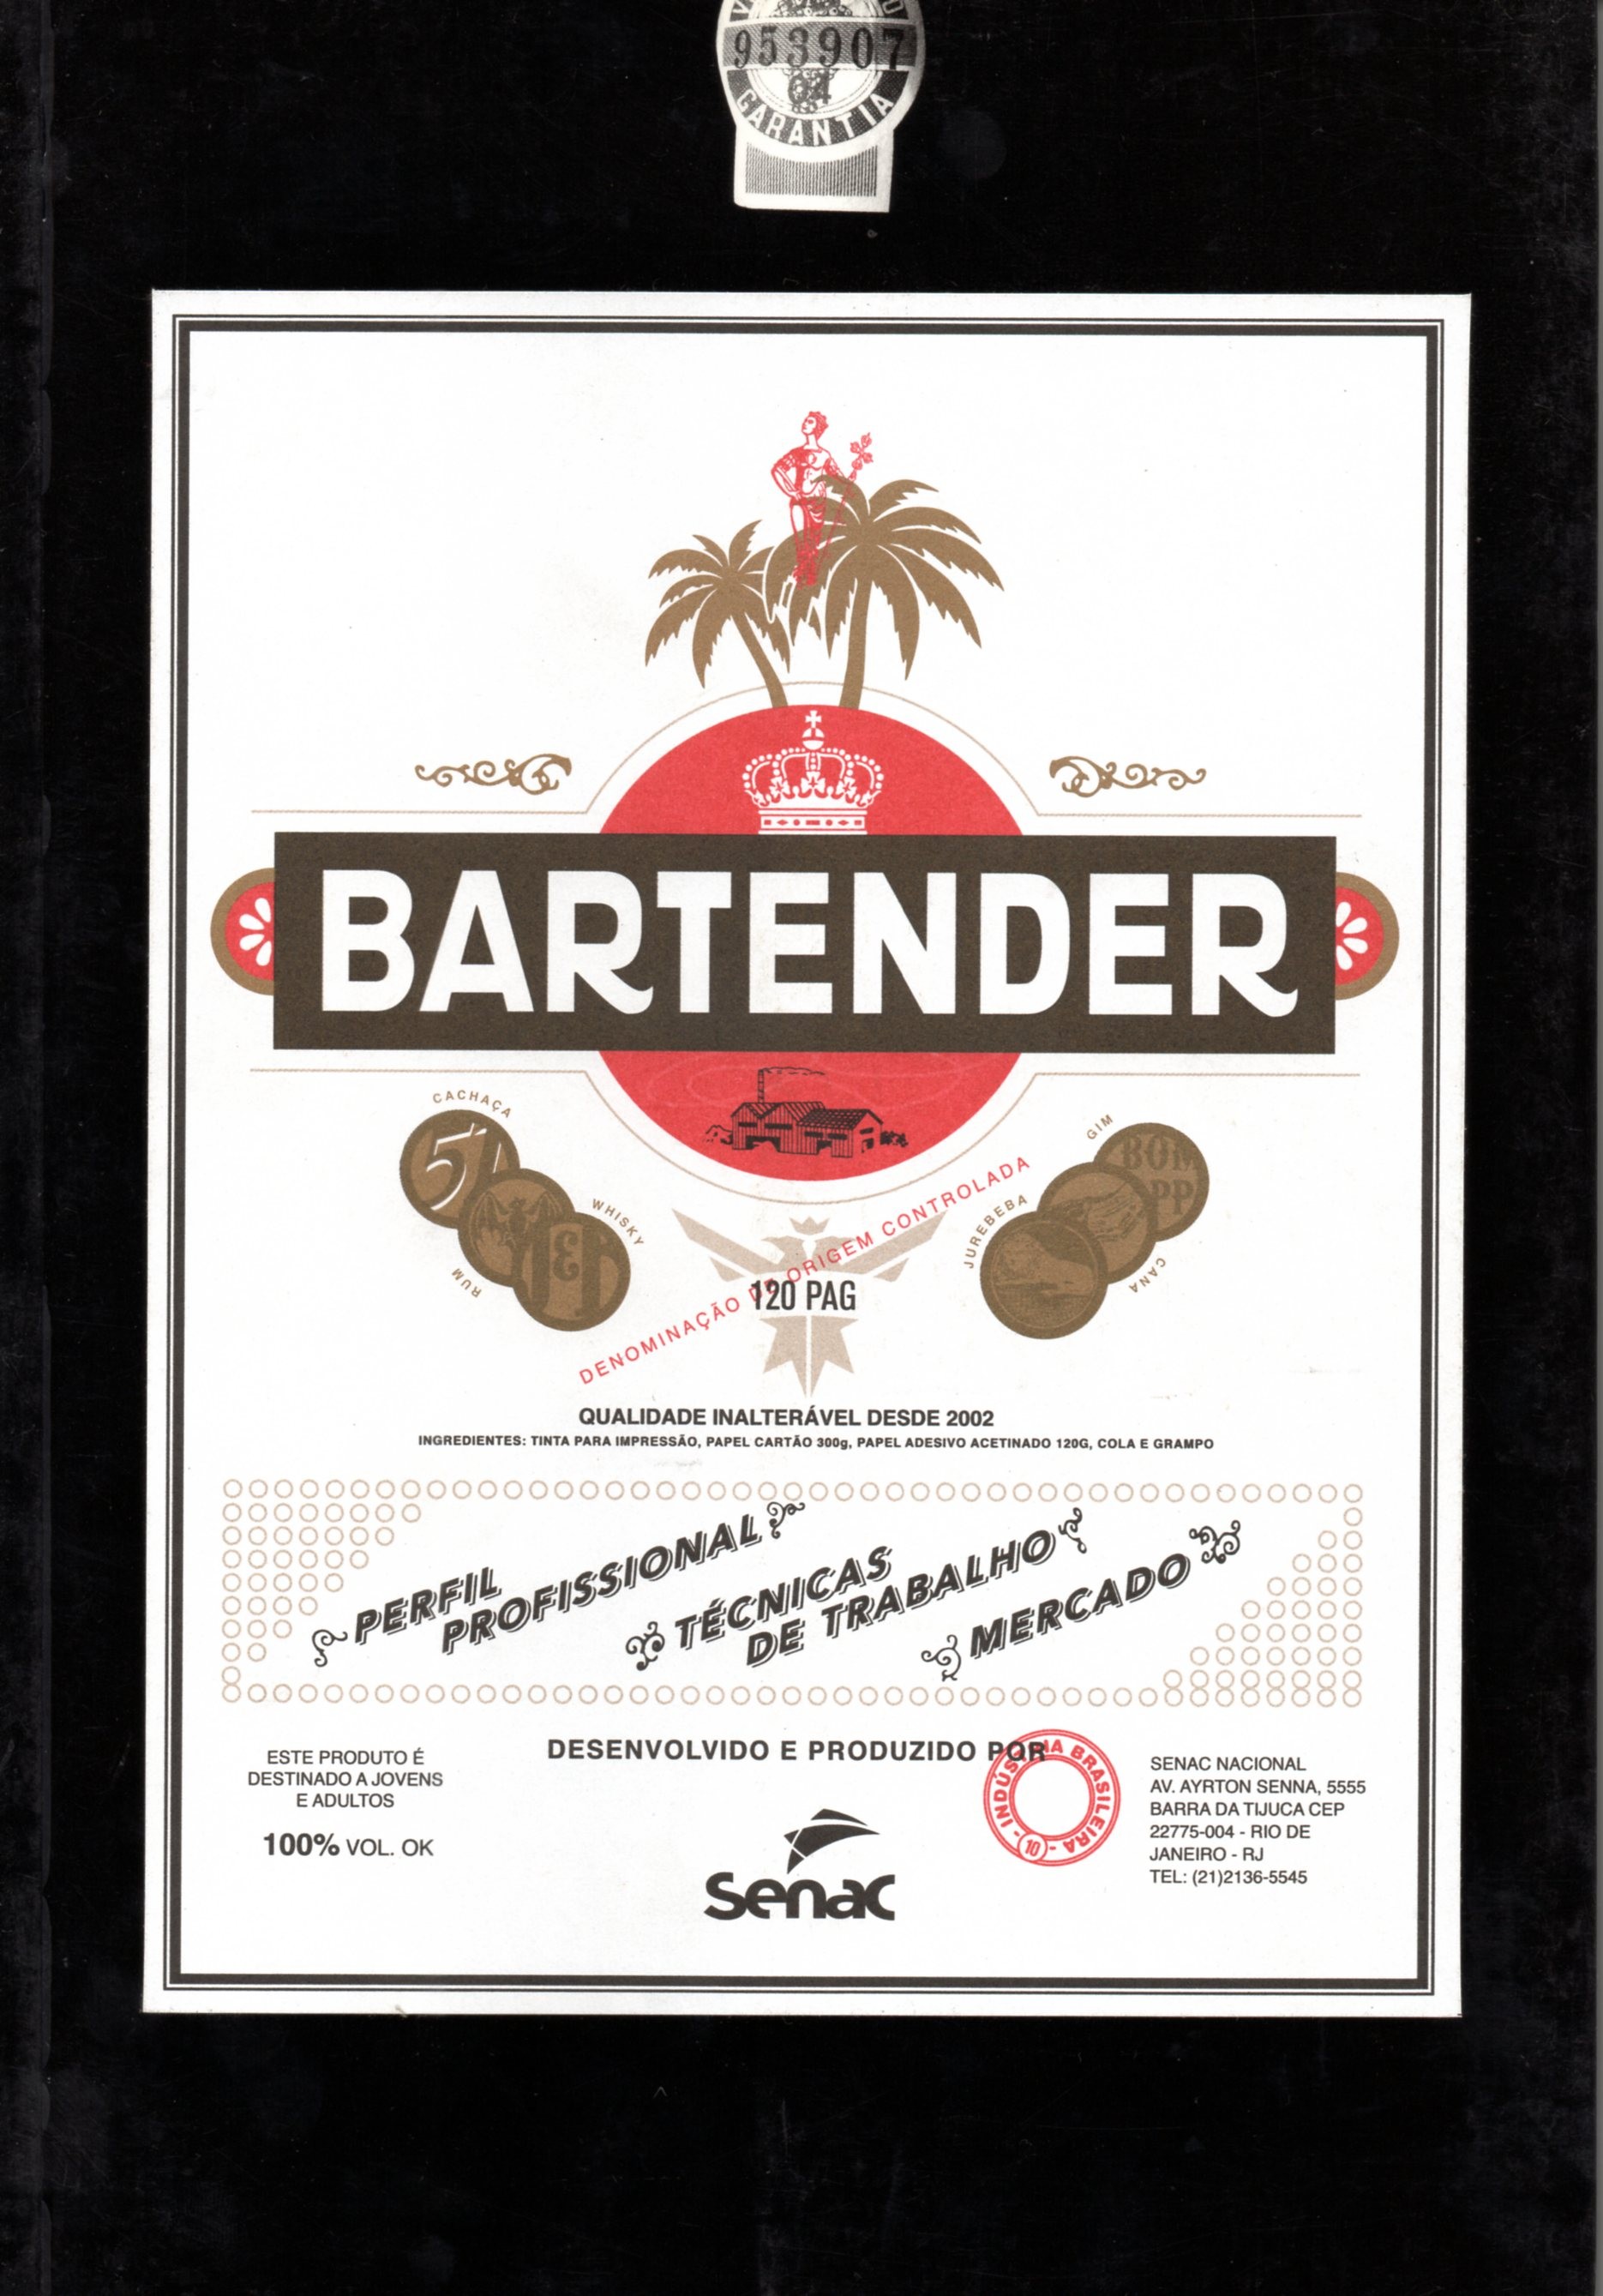 953907
04
GARANTIA
BARTENDER
CACHAÇA
51
WHISKY
RUM
GIM
JUREBEBA
CANA
DENOMINAÇÃO DE ORIGEM CONTROLADA
120 PAG
QUALIDADE INALTERÁVEL DESDE 2002
INGREDIENTES: TINTA PARA IMPRESSÃO, PAPEL CARTÃO 300g, PAPEL ADESIVO ACETINADO 120G, COLA E GRAMPO
PERFIL
PROFISSIONAL
TÉCNICAS
DE TRABALHO
MERCADO
ESTE PRODUTO É
DESTINADO A JOVENS
E ADULTOS
100% VOL. OK
DESENVOLVIDO E PRODUZIDO POR
Senac
INDÚSTRIA BRASILEIRA
10
SENAC NACIONAL
AV. AYRTON SENNA, 5555
BARRA DA TIJUCA CEP
22775-004 - RIO DE
JANEIRO - RJ
TEL: (21)2136-5545